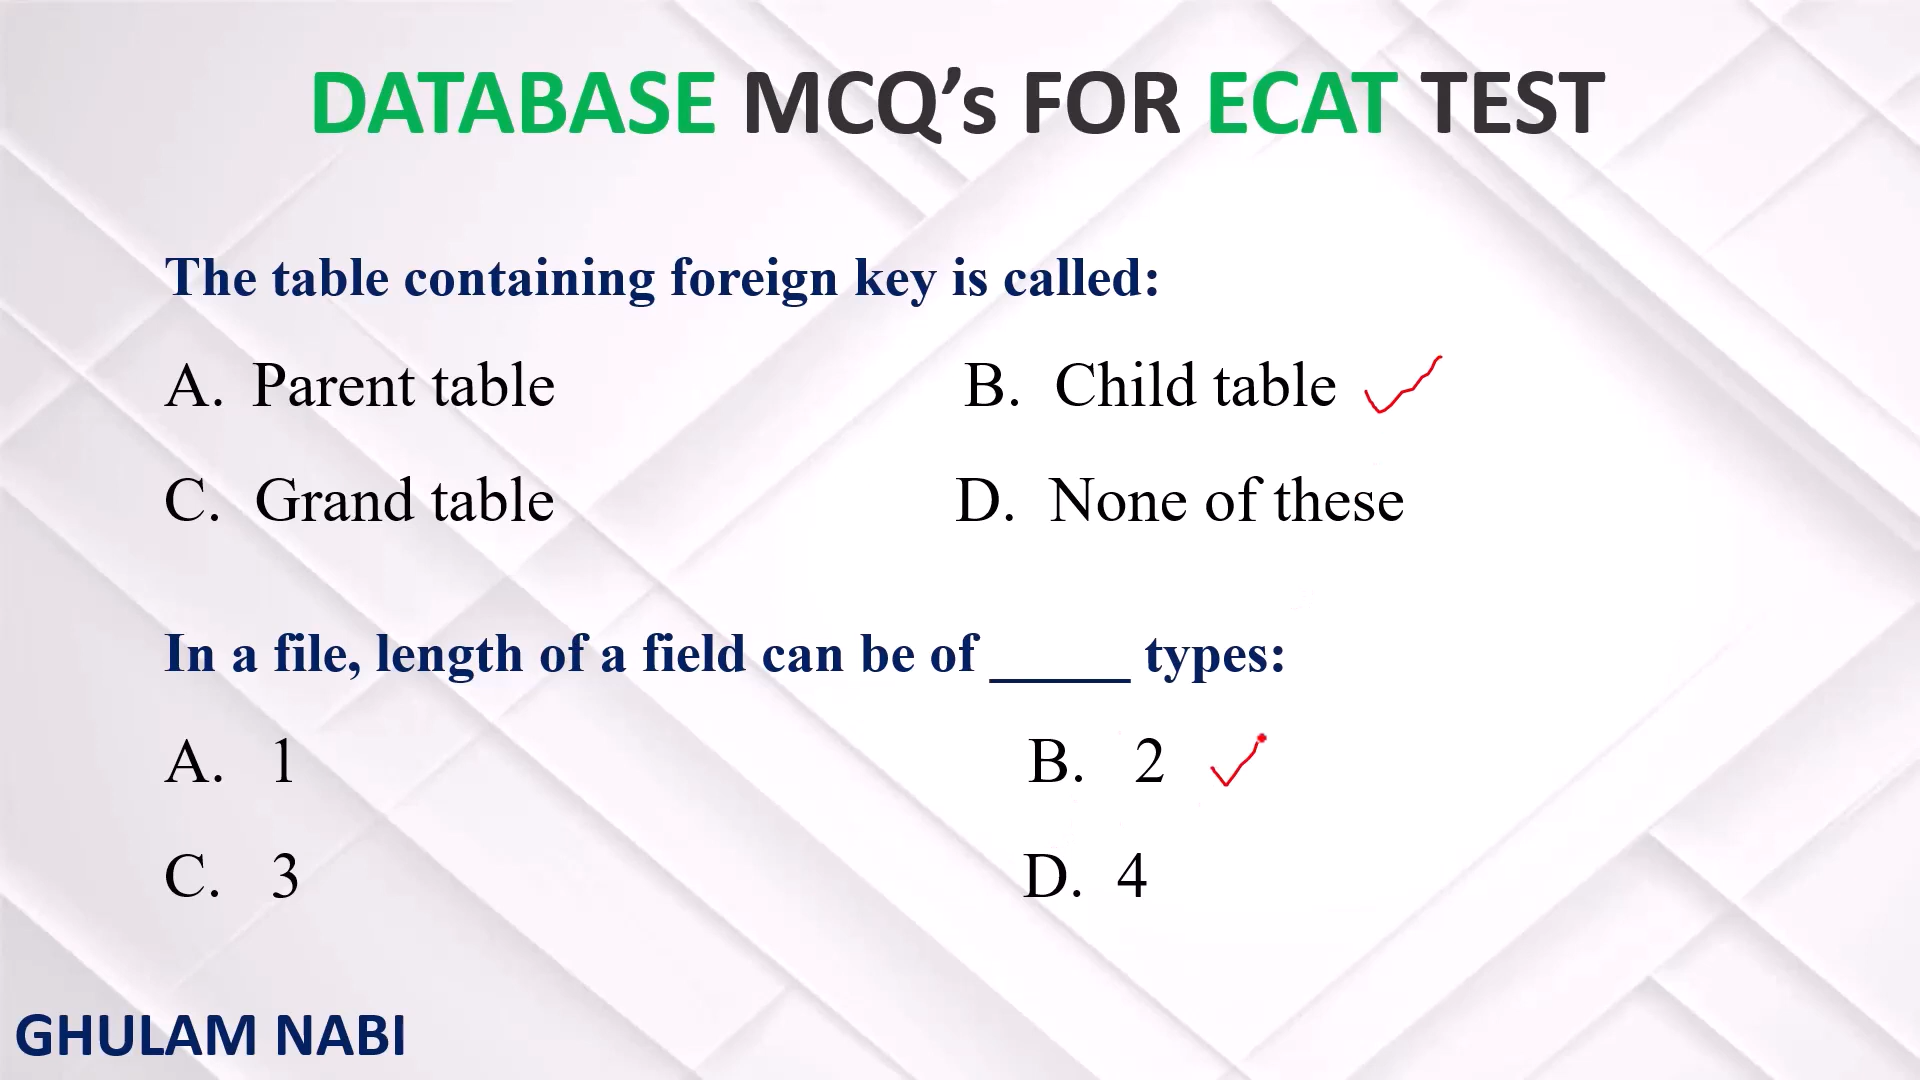 DATABASE MCQ’s FOR ECAT TEST
The table containing foreign key is called:
A. Parent table B. Child table
C. Grand table D. None of these
In a file, length of a field can be of _____ types:
A. 1 B. 2
C. 3 D. 4
GHULAM NABI